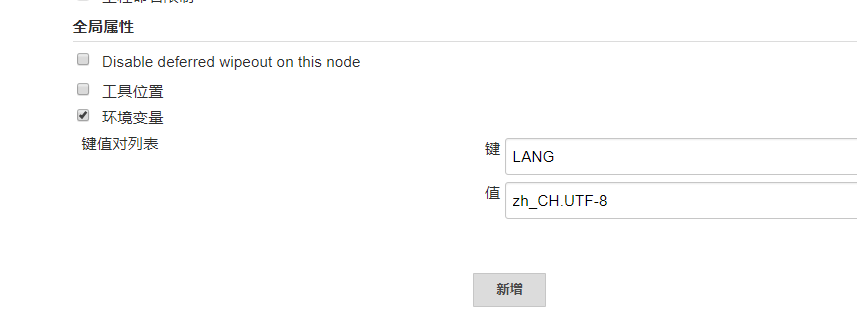 全局属性
Disable deferred wipeout on this node
工具位置
环境变量
键值对列表
键
LANG
值
zh_CH.UTF-8
新增